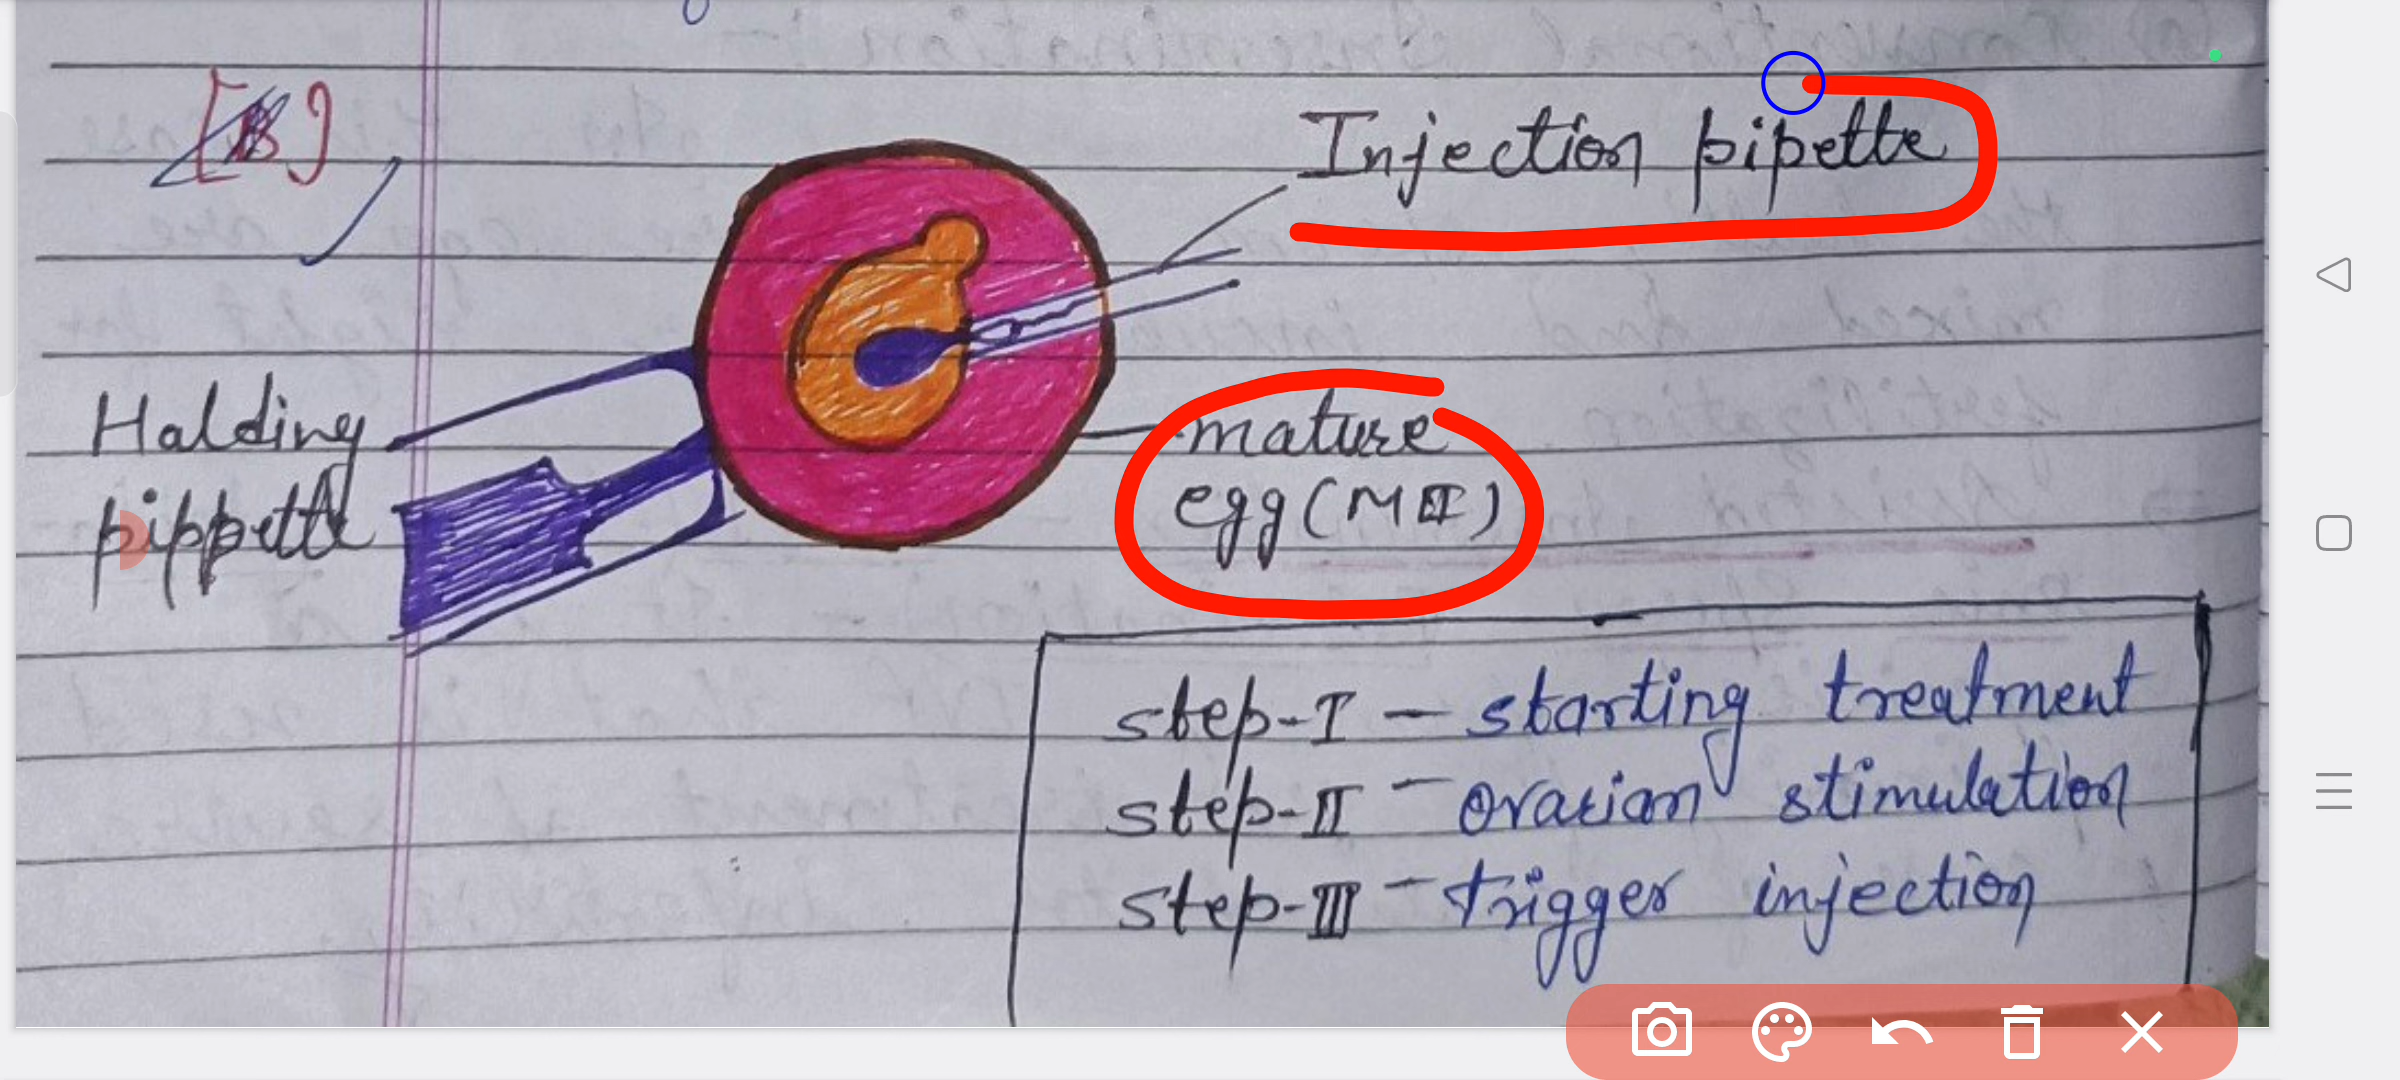 [B]
Injection pipette
Halding
pippette
mature
egg (MII)
step-I — starting treatment
step-II — ovarian stimulation
step-III — trigger injection